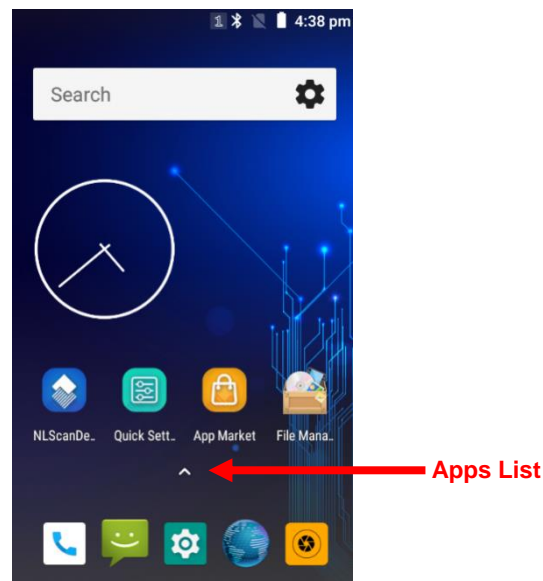 1 4:38 pm
Search
NLScanDe.. Quick Sett.. App Market File Mana..
Apps List